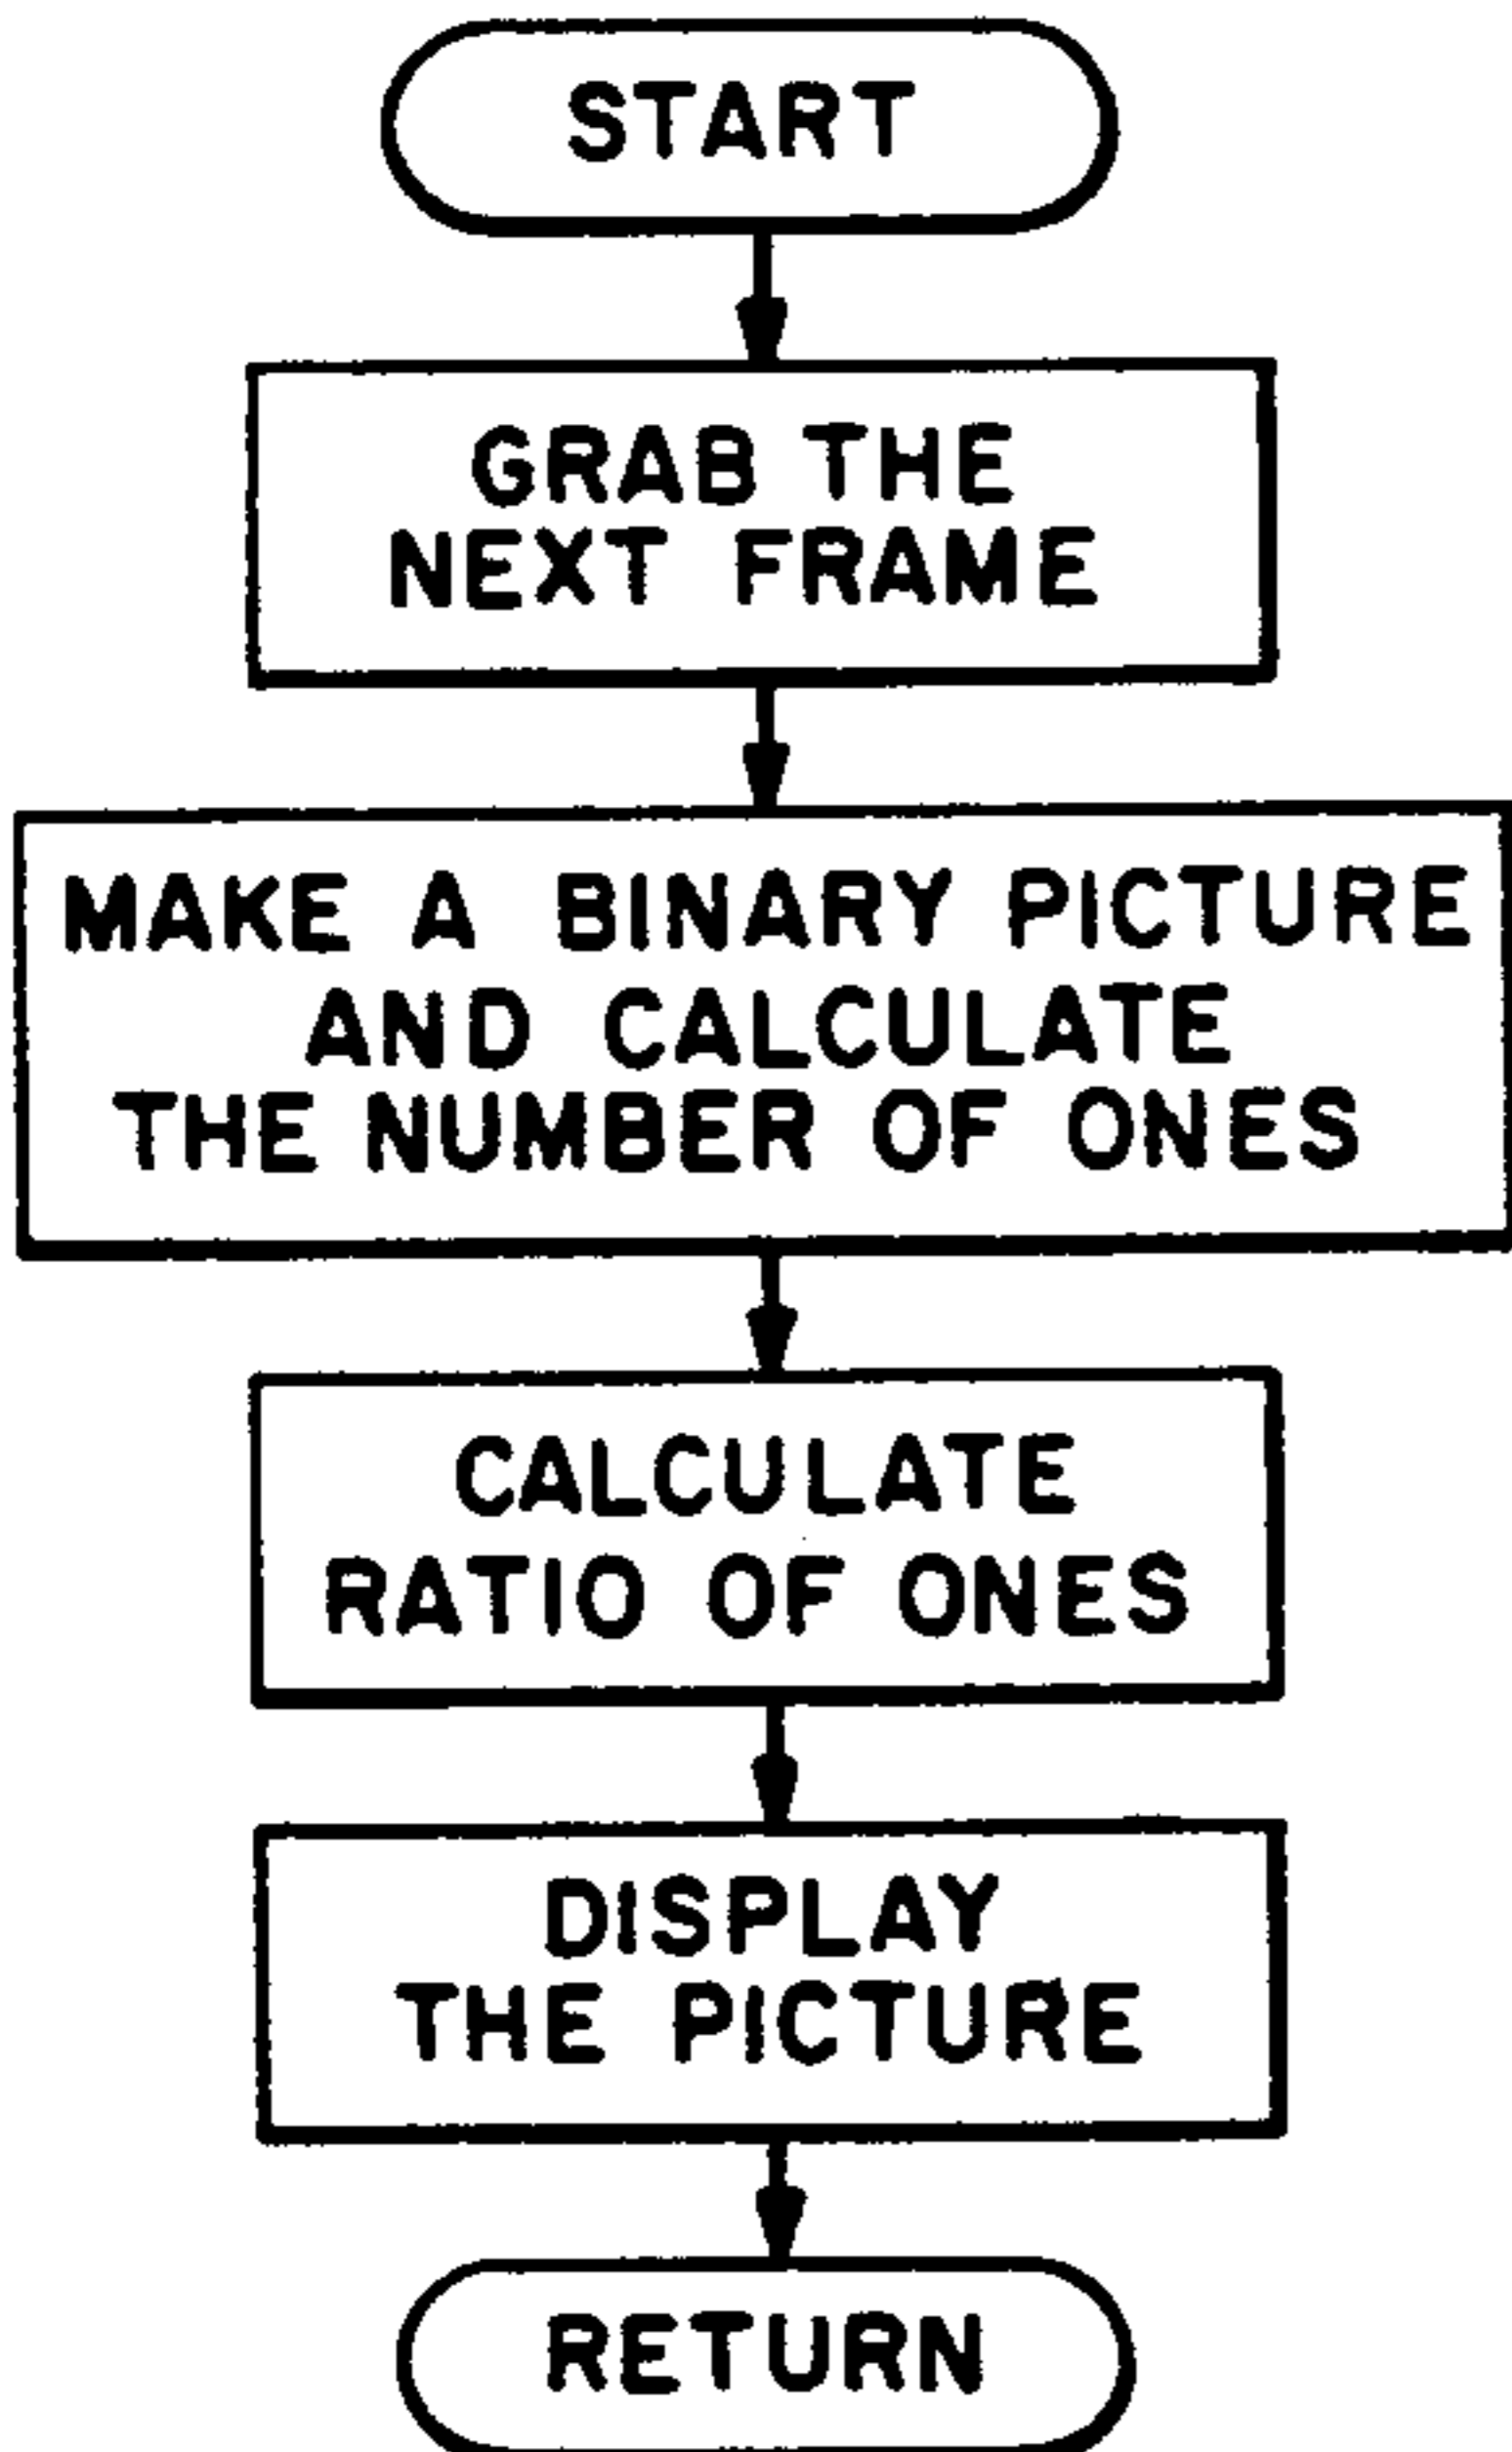 START
GRAB THE
NEXT FRAME
MAKE A BINARY PICTURE
AND CALCULATE
THE NUMBER OF ONES
CALCULATE
RATIO OF ONES
DISPLAY
THE PICTURE
RETURN